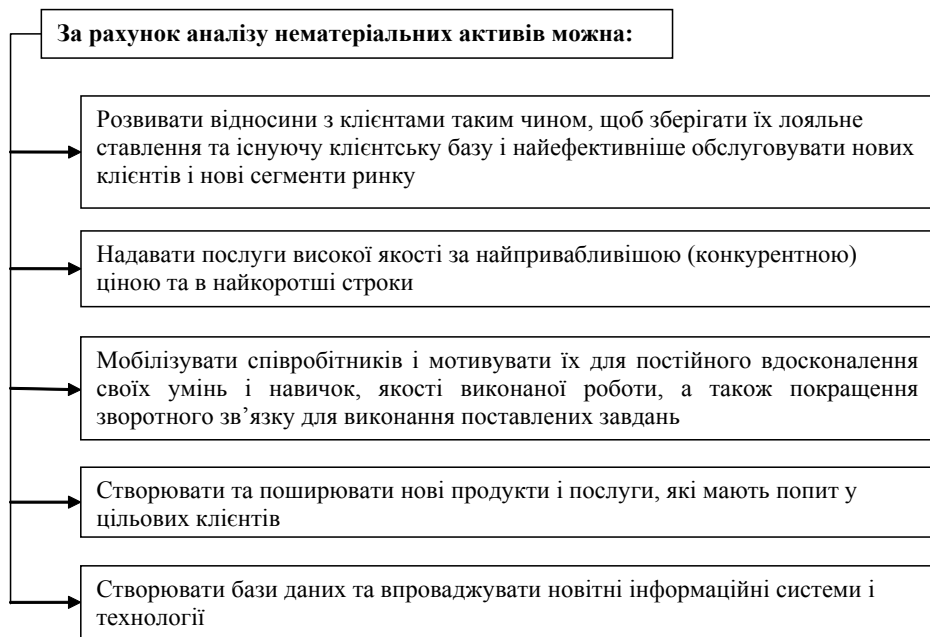 За рахунок аналізу нематеріальних активів можна:
Розвивати відносини з клієнтами таким чином, щоб зберігати їх лояльне
ставлення та існуючу клієнтську базу і найефективніше обслуговувати нових
клієнтів і нові сегменти ринку
Надавати послуги високої якості за найпривабливішою (конкурентною)
ціною та в найкоротші строки
Мобілізувати співробітників і мотивувати їх для постійного вдосконалення
своїх умінь і навичок, якості виконаної роботи, а також покращення
зворотного зв’язку для виконання поставлених завдань
Створювати та поширювати нові продукти і послуги, які мають попит у
цільових клієнтів
Створювати бази даних та впроваджувати новітні інформаційні системи і
технології